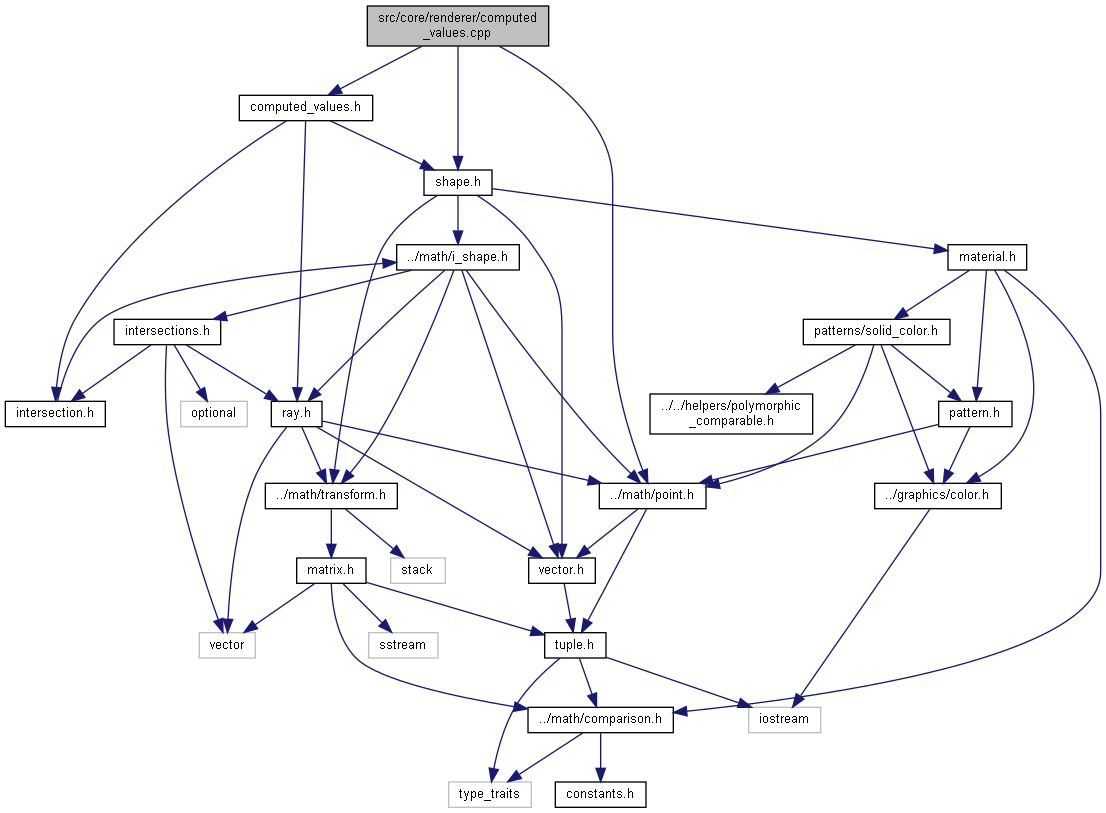 src/core/renderer/computed
_values.cpp
computed_values.h
shape.h
../math/i_shape.h
material.h
intersections.h
patterns/solid_color.h
intersection.h
optional
ray.h
../../helpers/polymorphic
_comparable.h
pattern.h
../math/transform.h
../math/point.h
../graphics/color.h
matrix.h
stack
vector.h
vector
sstream
tuple.h
../math/comparison.h
iostream
type_traits
constants.h